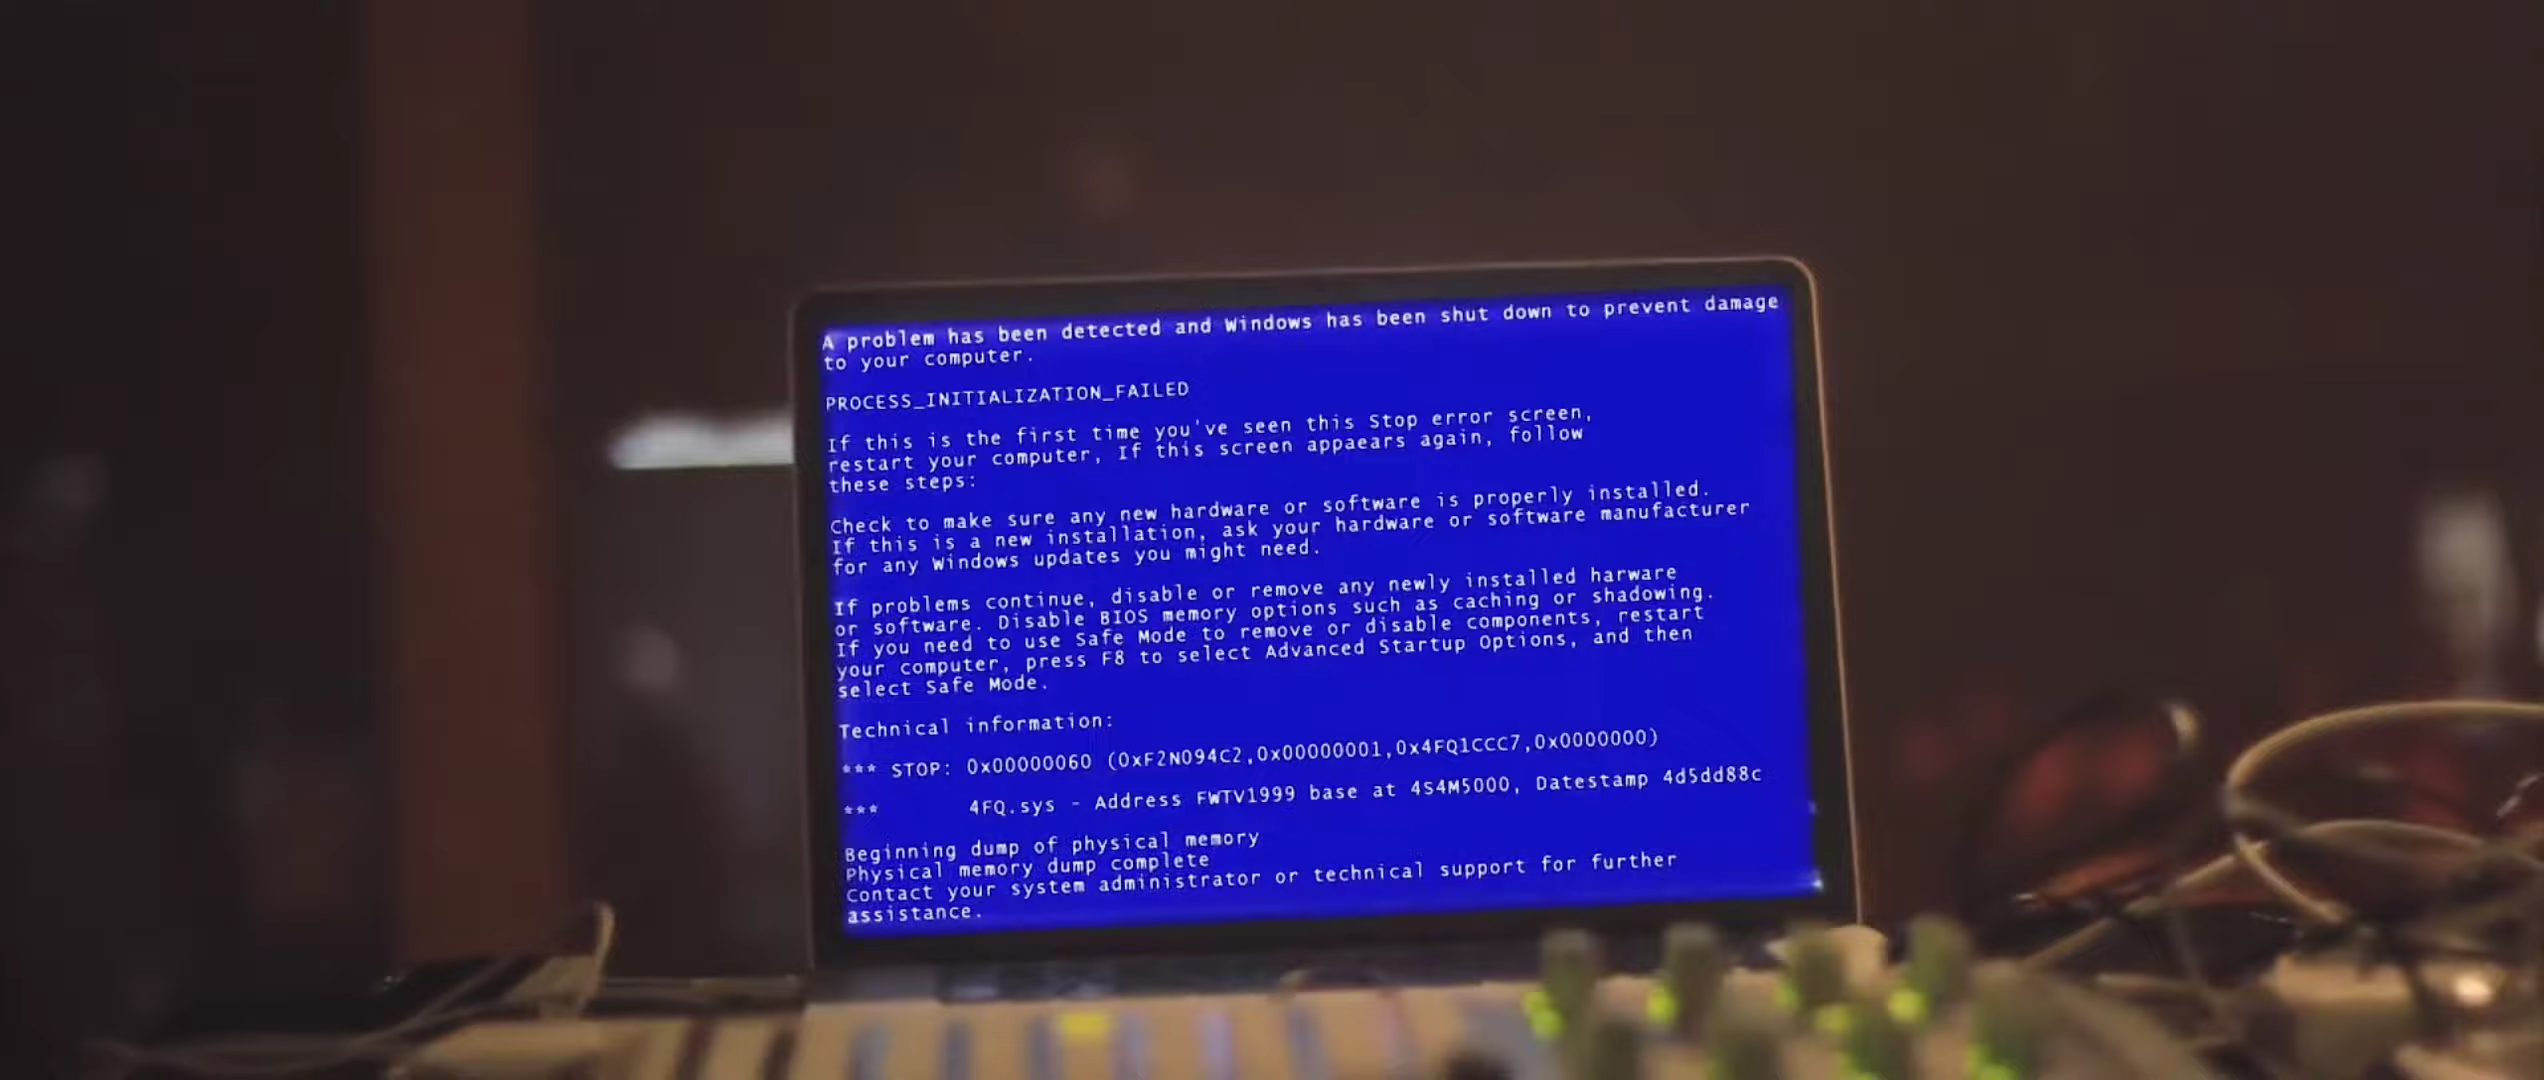 A problem has been detected and Windows has been shut down to prevent damage
to your computer.
PROCESS_INITIALIZATION_FAILED
If this is the first time you've seen this Stop error screen,
restart your computer, If this screen appaears again, follow
these steps:
Check to make sure any new hardware or software is properly installed.
If this is a new installation, ask your hardware or software manufacturer
for any Windows updates you might need.
If problems continue, disable or remove any newly installed harware
or software. Disable BIOS memory options such as caching or shadowing.
If you need to use Safe Mode to remove or disable components, restart
your computer, press F8 to select Advanced Startup Options, and then
select Safe Mode.
Technical information:
*** STOP: 0x00000060 (0xF2N094C2,0x00000001,0x4FQ1CCC7,0x0000000)
*** 4FQ.sys - Address FWTV1999 base at 4S4M5000, Datestamp 4d5dd88c
Beginning dump of physical memory
Physical memory dump complete
Contact your system administrator or technical support for further
assistance.